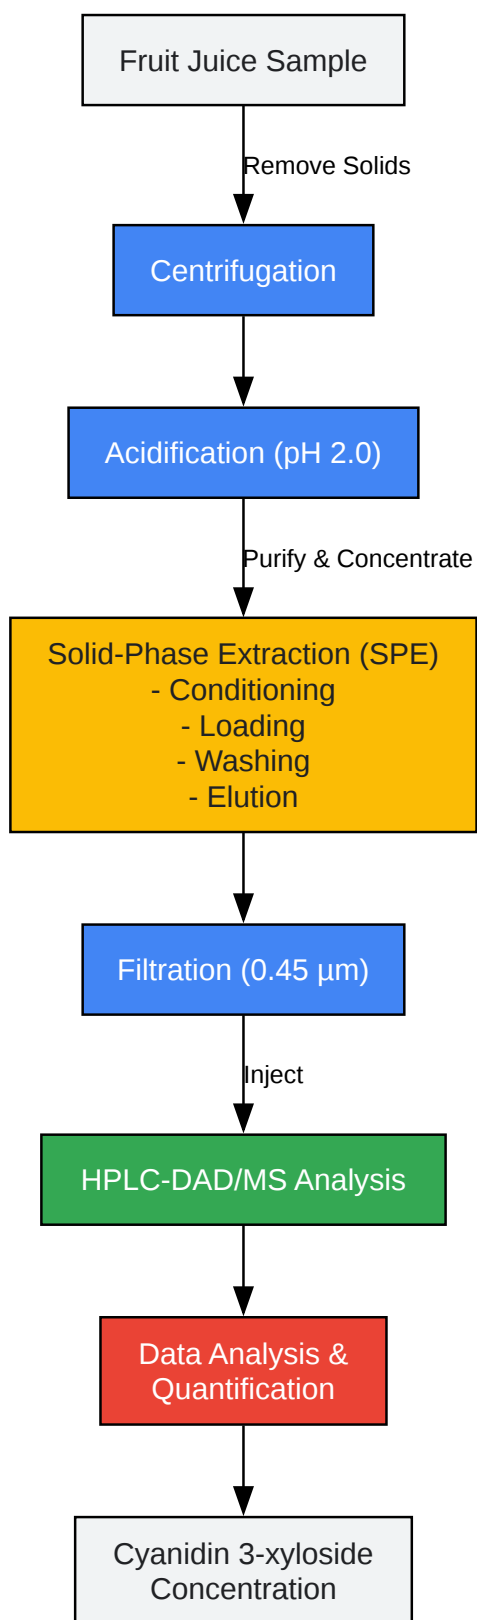 Fruit Juice Sample
Remove Solids
Centrifugation
Acidification (pH 2.0)
Purify & Concentrate
Solid-Phase Extraction (SPE)
- Conditioning
- Loading
- Washing
- Elution
Filtration (0.45 µm)
Inject
HPLC-DAD/MS Analysis
Data Analysis &
Quantification
Cyanidin 3-xyloside
Concentration